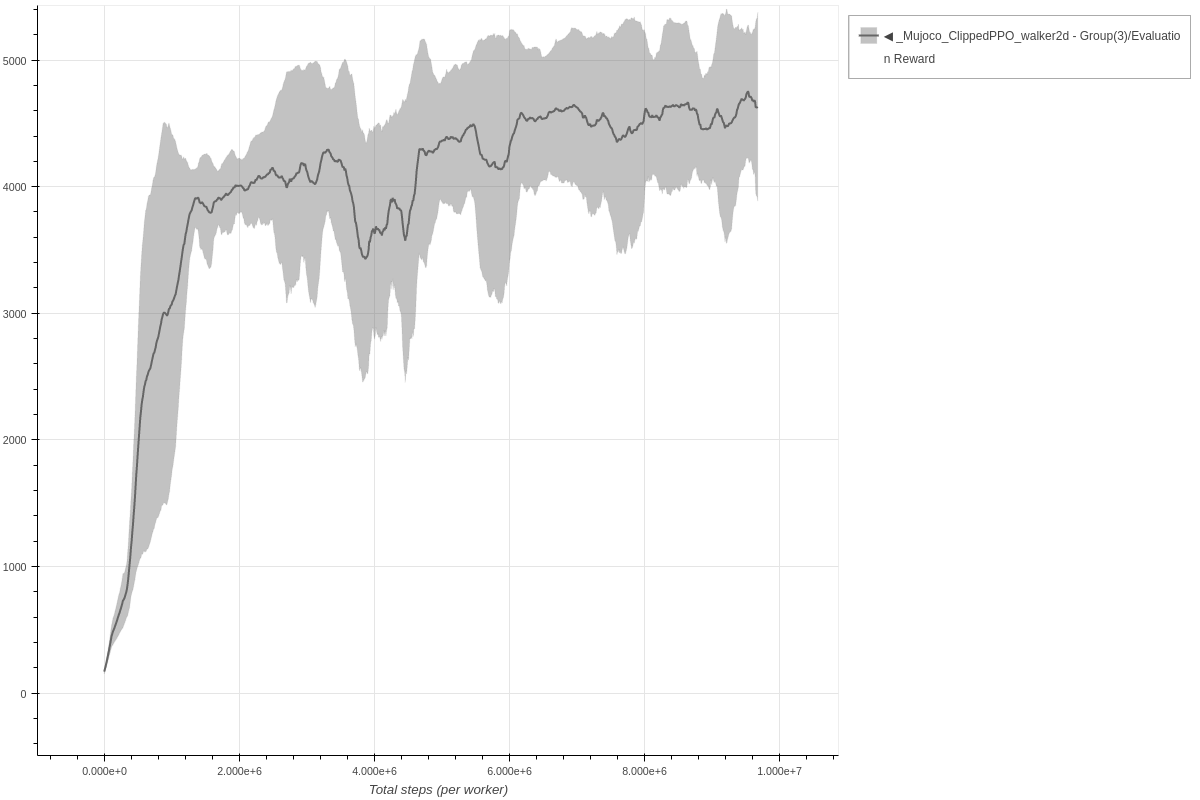 ◀ _Mujoco_ClippedPPO_walker2d - Group(3)/Evaluatio
n Reward
5000
4000
3000
2000
1000
0
0.000e+0 2.000e+6 4.000e+6 6.000e+6 8.000e+6 1.000e+7
Total steps (per worker)